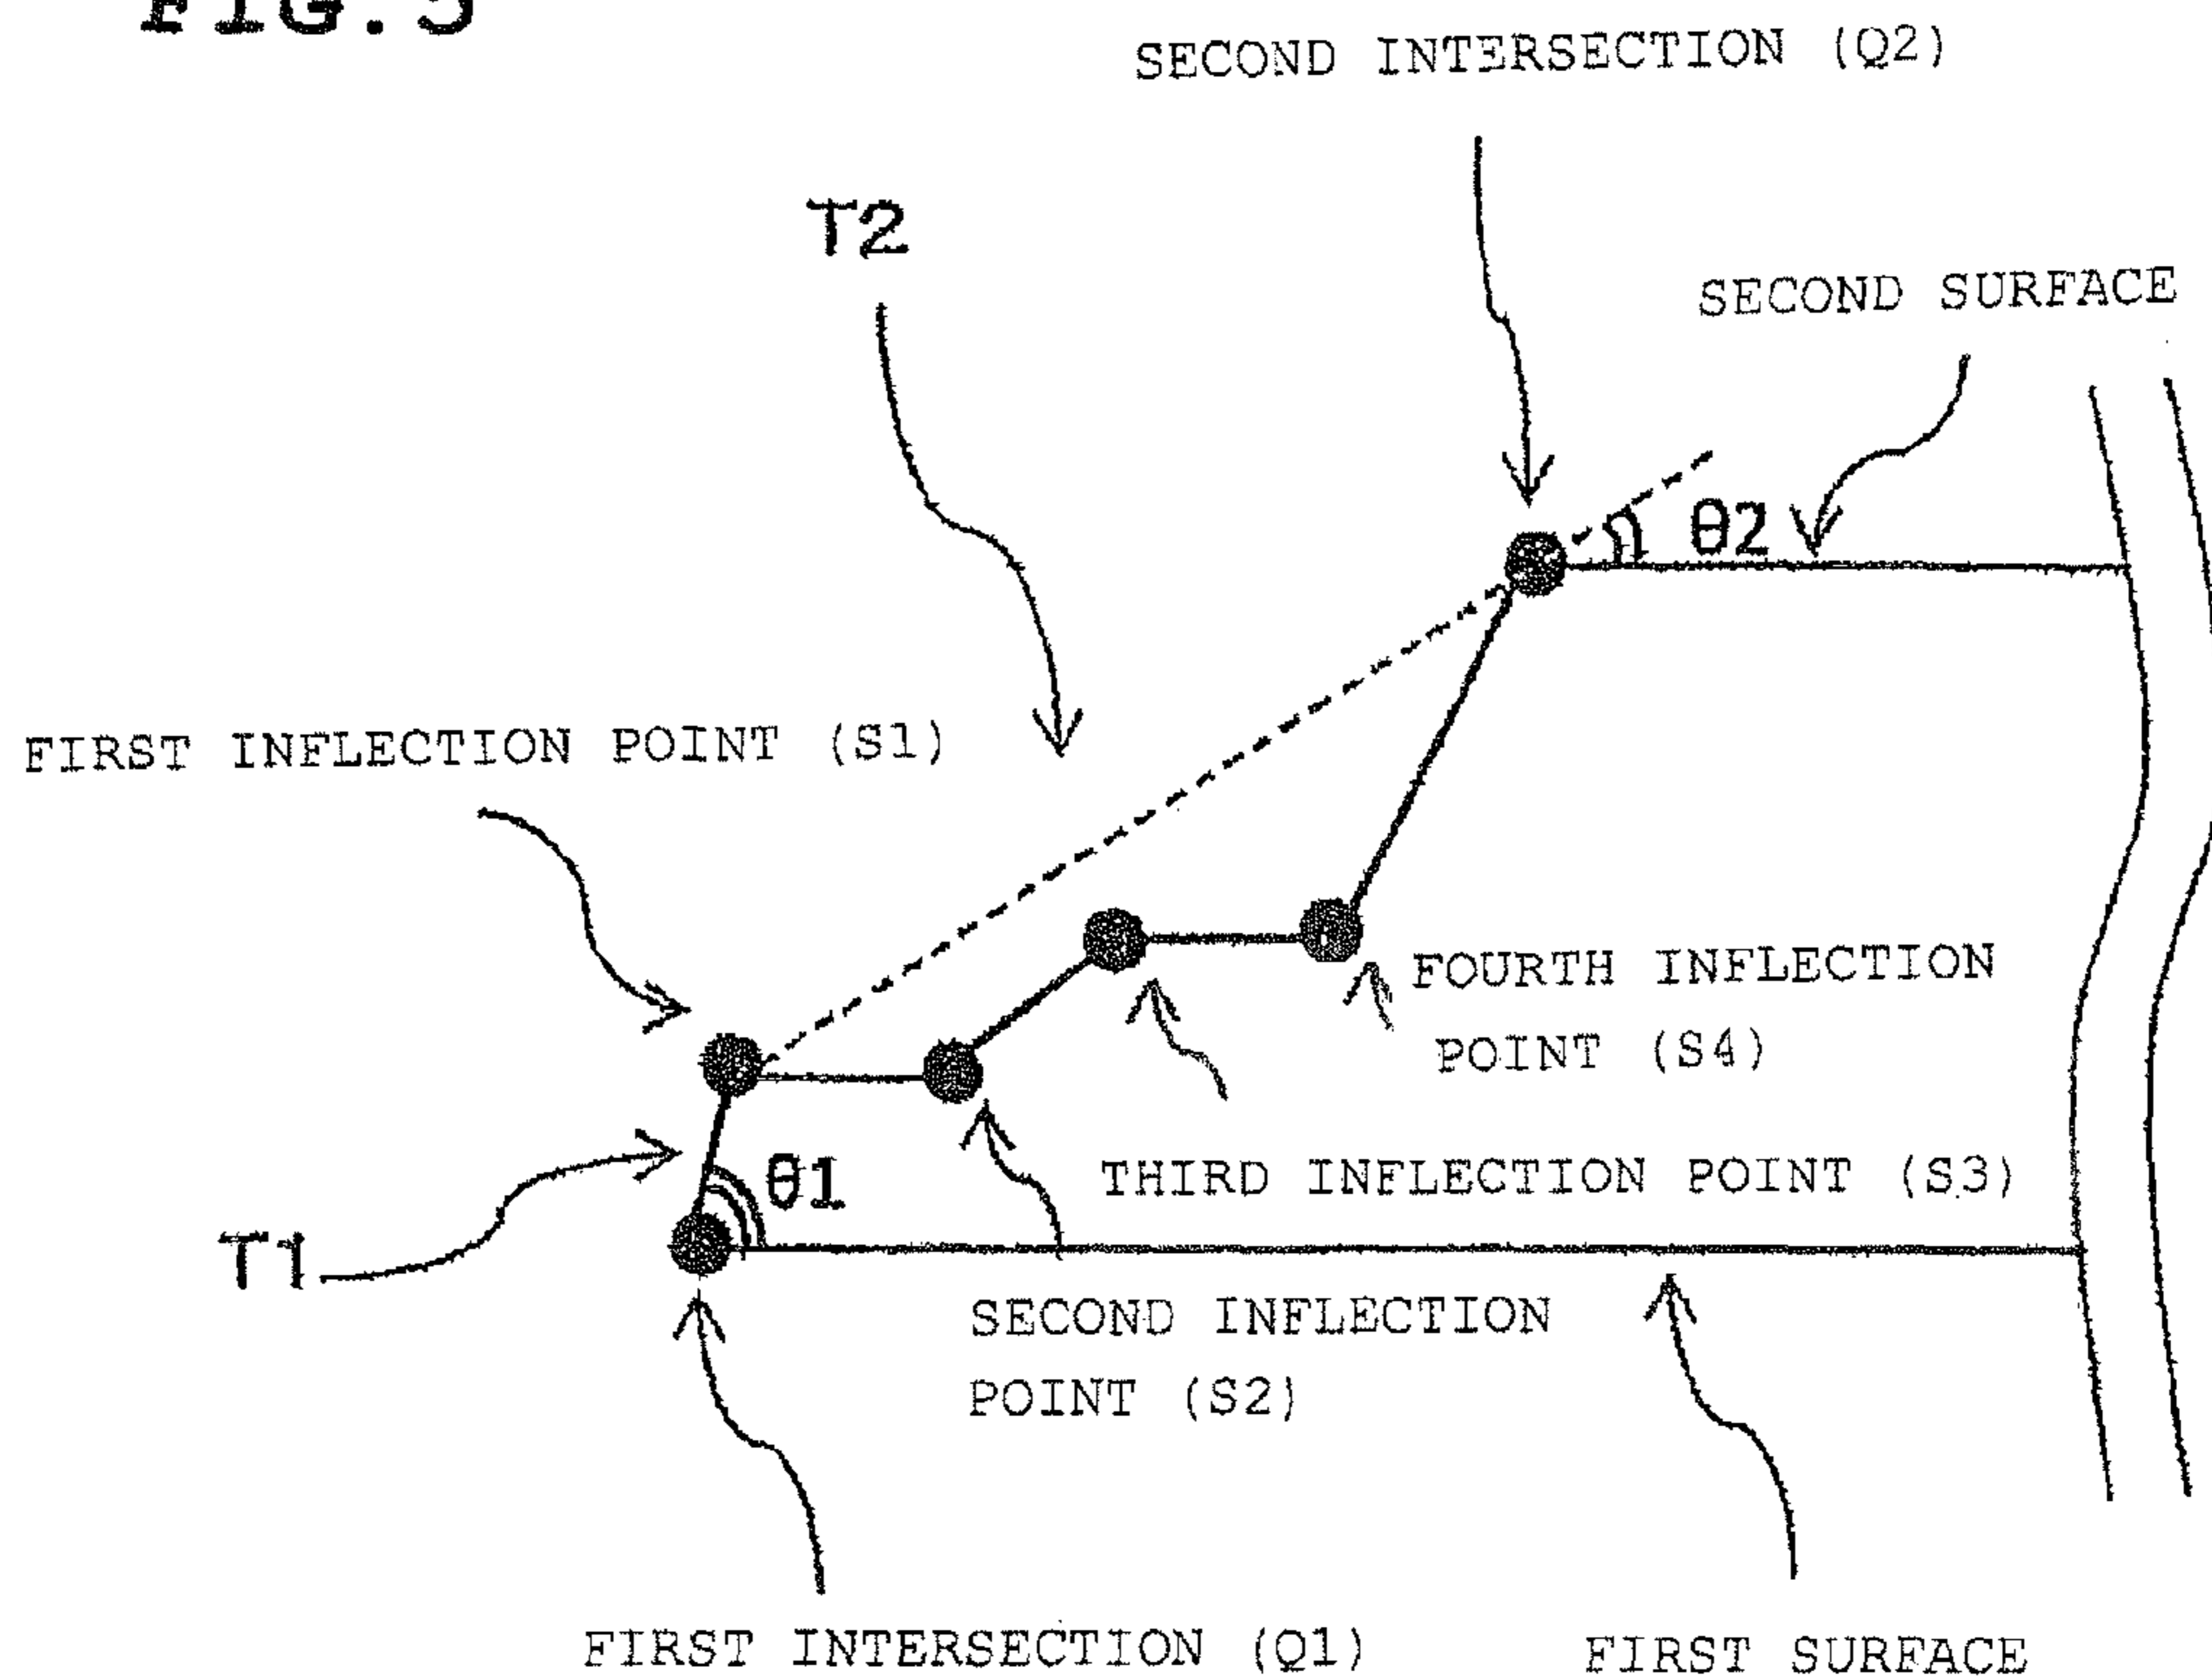 FIG.5
SECOND INTERSECTION (Q2)
T2
SECOND SURFACE
θ2
FIRST INFLECTION POINT (S1)
FOURTH INFLECTION
POINT (S4)
θ1
THIRD INFLECTION POINT (S3)
T1
SECOND INFLECTION
POINT (S2)
FIRST INTERSECTION (Q1)
FIRST SURFACE